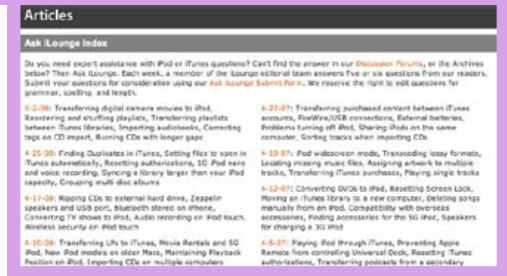 Articles
Ask iLounge Index
Do you need expert assistance with iPod or iTunes questions? Can't find the answer in our Discussion Forums, or the Archives
below? Then Ask iLounge. Each week, a member of the iLounge editorial team answers five or six questions from our readers.
Submit your questions for consideration using our Ask iLounge Submit Form. We reserve the right to edit questions for
grammar, spelling, and length.
5-2-08: Transferring digital camera movies to iPod,
Reordering and shuffling playlists, Transferring playlists
between iTunes libraries, Importing audiobooks, Correcting
tags on CD import, Burning CDs with longer gaps
4-25-08: Finding Duplicates in iTunes, Setting files to open in
iTunes automatically, Resetting authorizations, 1G iPod nano
and voice recording, Syncing a library larger than your iPod
capacity, Grouping multi-disc albums
4-17-08: Ripping CDs to external hard drive, Zeppelin
speakers and USB port, Bluetooth stereo on iPhone,
Converting TV shows to iPod, Audio recording on iPod touch,
Wireless security on iPod touch
4-10-08: Transferring LPs to iTunes, Movie Rentals and 5G
iPod, New iPod models on older Macs, Maintaining Playback
Position on iPod, Importing CDs on multiple computers
4-27-07: Transferring purchased content between iTunes
accounts, FireWire/USB connections, External batteries,
Problems turning off iPod, Sharing iPods on the same
computer, Sorting tracks when importing CDs
4-19-07: iPod widescreen mode, Transcoding lossy formats,
Locating missing music files, Assigning artwork to multiple
tracks, Transferring iTunes purchases, Playing single tracks
4-12-07: Converting DVDs to iPod, Resetting Screen Lock,
Moving an iTunes library to a new computer, Deleting songs
manually from an iPod, Compatibility with overseas
accessories, Finding accessories for the 5G iPod, Speakers
for charging a 3G iPod
4-5-07: Playing iPod through iTunes, Preventing Apple
Remote from controlling Universal Dock, Resetting iTunes
authorizations, Transferring podcasts from a secondary